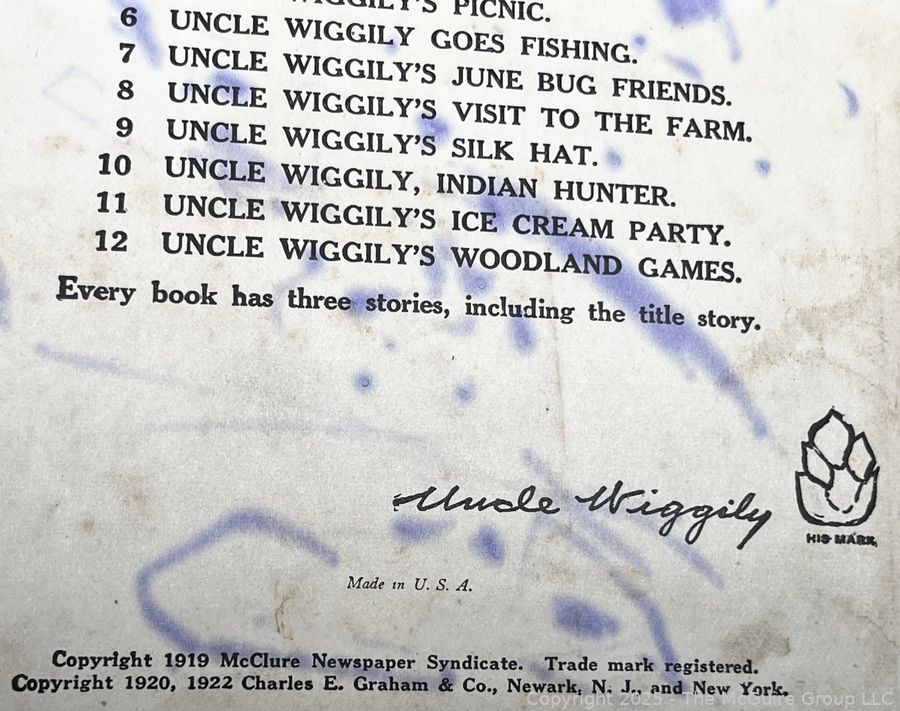 WIGGILY'S PICNIC.
6 UNCLE WIGGILY GOES FISHING.
7 UNCLE WIGGILY'S JUNE BUG FRIENDS.
8 UNCLE WIGGILY'S VISIT TO THE FARM.
9 UNCLE WIGGILY'S SILK HAT.
10 UNCLE WIGGILY, INDIAN HUNTER.
11 UNCLE WIGGILY'S ICE CREAM PARTY.
12 UNCLE WIGGILY'S WOODLAND GAMES.
Every book has three stories, including the title story.
Uncle Wiggily
HIS MARK
Made in U. S. A.
Copyright 1919 McClure Newspaper Syndicate. Trade mark registered.
Copyright 1920, 1922 Charles E. Graham & Co., Newark, N. J., and New York.
Copyright 2025 - The McGuire Group LLC